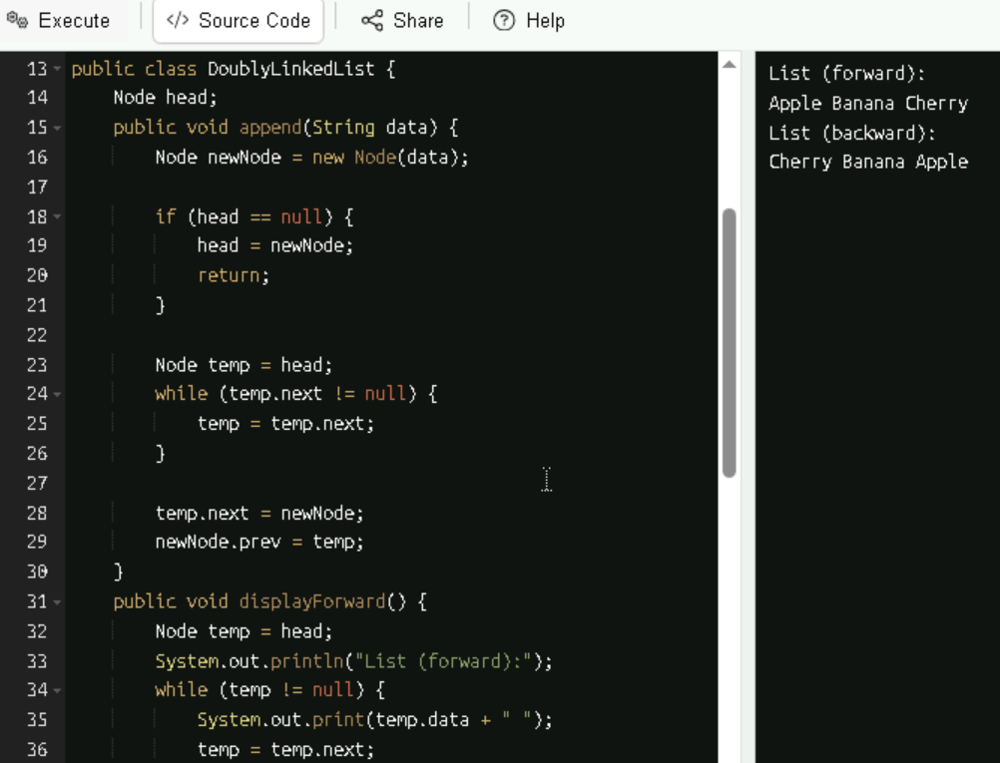 Execute  Source Code  Share  Help
13 public class DoublyLinkedList {
14     Node head;
15     public void append(String data) {
16         Node newNode = new Node(data);
17
18         if (head == null) {
19             head = newNode;
20             return;
21         }
22
23         Node temp = head;
24         while (temp.next != null) {
25             temp = temp.next;
26         }
27
28         temp.next = newNode;
29         newNode.prev = temp;
30     }
31     public void displayForward() {
32         Node temp = head;
33         System.out.println("List (forward):");
34         while (temp != null) {
35             System.out.print(temp.data + " ");
36             temp = temp.next;
List (forward):
Apple Banana Cherry
List (backward):
Cherry Banana Apple